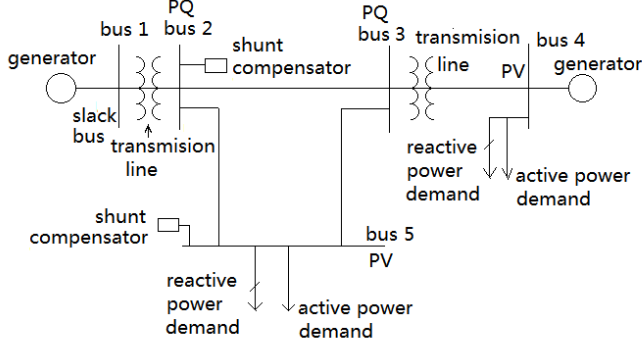 PQ
bus 1
bus 2
generator
shunt
compensator
slack
bus
transmision
line
PQ
bus 3
transmision
line
bus 4
PV
generator
reactive
power
demand
active power
demand
shunt
compensator
bus 5
PV
reactive
power
demand
active power
demand